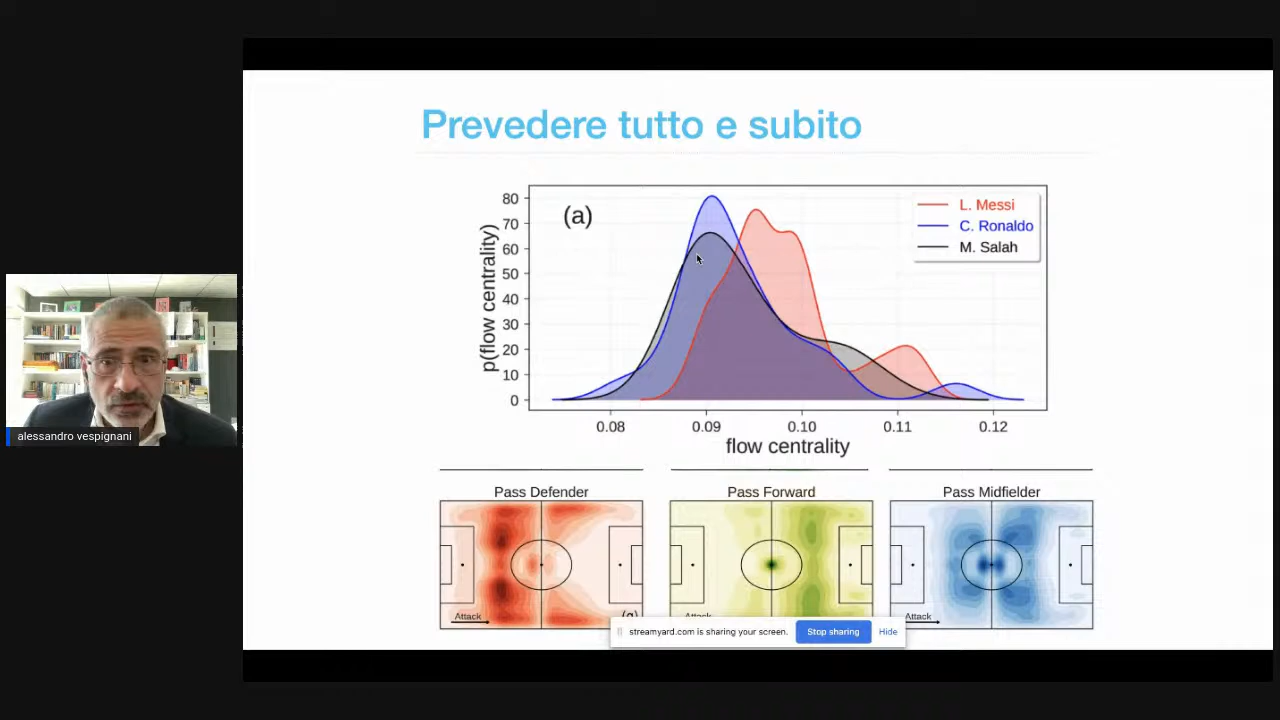 Prevedere tutto e subito
(a)
L. Messi
C. Ronaldo
M. Salah
p(flow centrality)
80
70
60
50
40
30
20
10
0
0.08 0.09 0.10 0.11 0.12
flow centrality
Pass Defender Pass Forward Pass Midfielder
Attack Attack Attack
streamyard.com is sharing your screen. Stop sharing Hide
alessandro vespignani